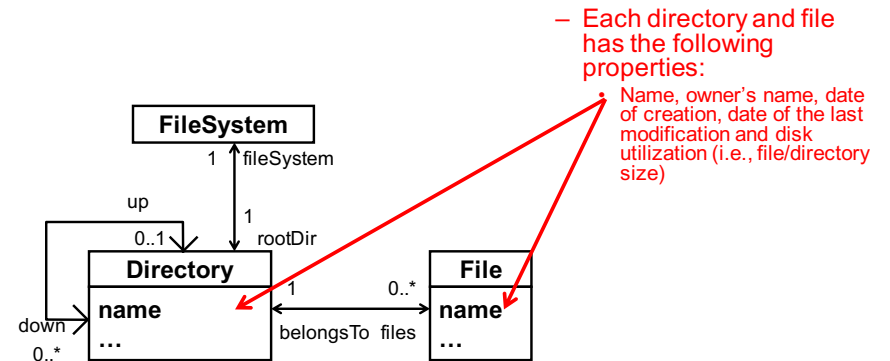 – Each directory and file
has the following
properties:
• Name, owner's name, date
of creation, date of the last
modification and disk
utilization (i.e., file/directory
size)
FileSystem
1 fileSystem
up
1
0..1
rootDir
Directory
File
1
0..*
name
name
down
belongsTo files
...
...
0..*